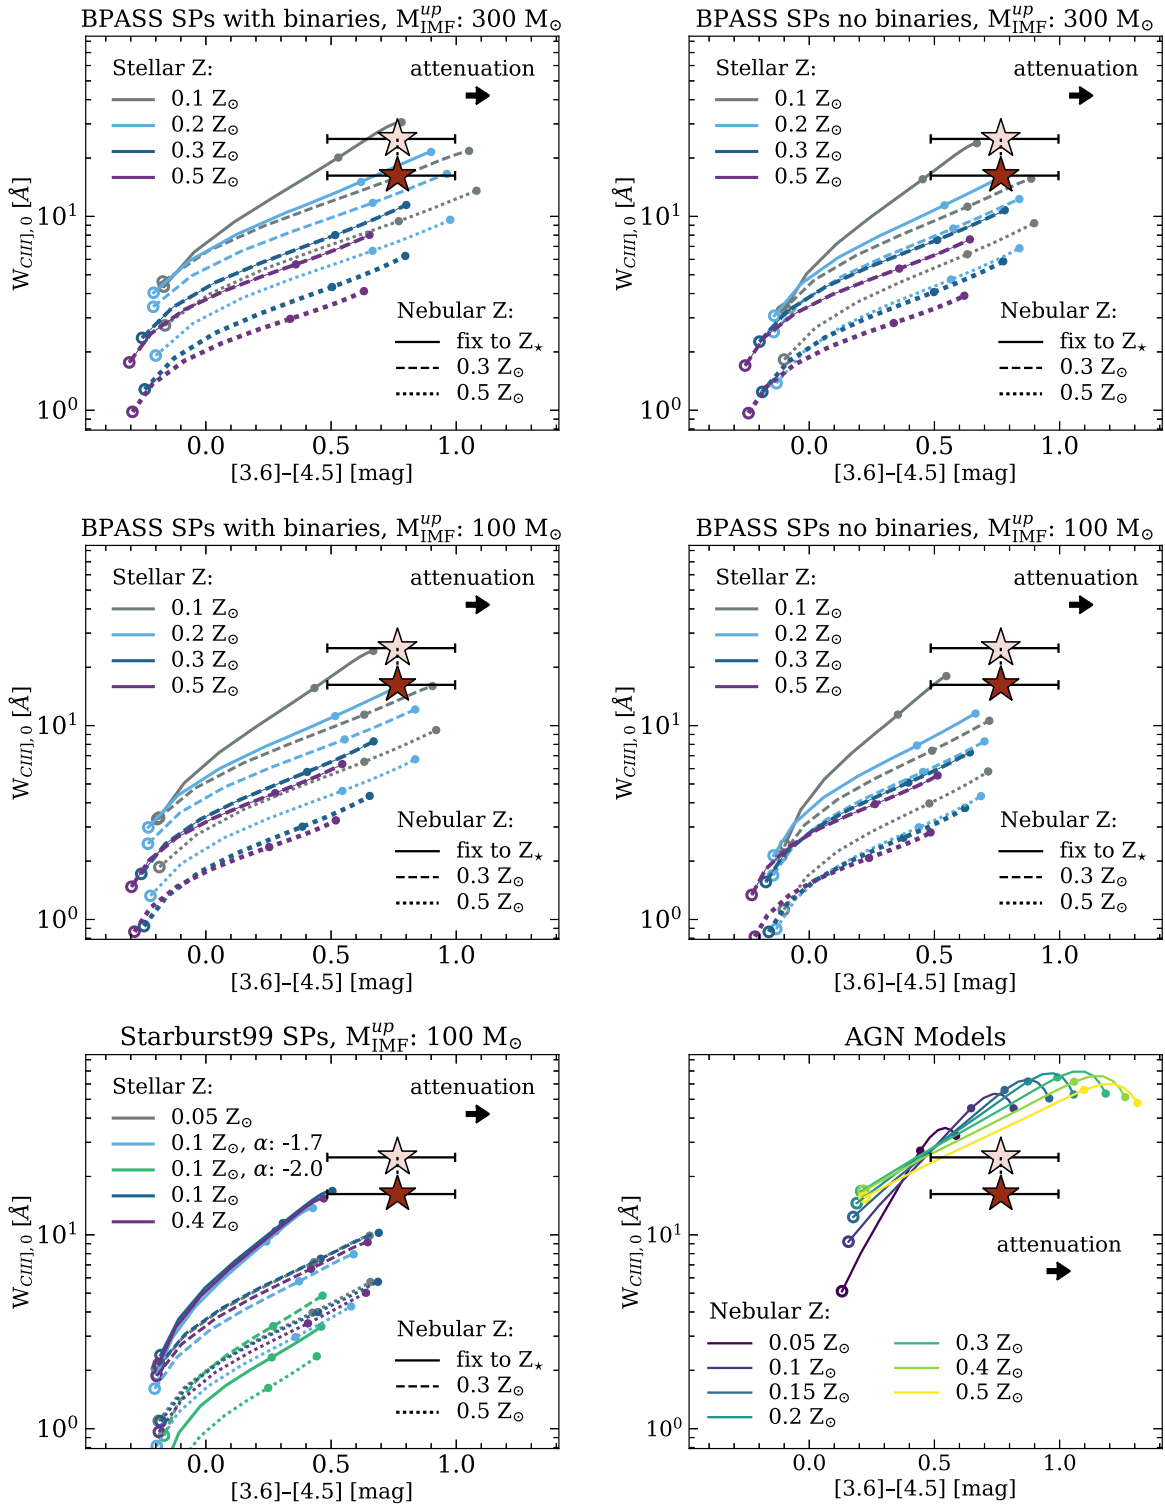 BPASS SPs with binaries, M_IMF^up: 300 M⊙
Stellar Z:
0.1 Z⊙
0.2 Z⊙
0.3 Z⊙
0.5 Z⊙
attenuation
Nebular Z:
fix to Z⋆
0.3 Z⊙
0.5 Z⊙
W_CIII],0 [Å]
10^1
10^0
0.0 0.5 1.0
[3.6]–[4.5] [mag]
BPASS SPs no binaries, M_IMF^up: 300 M⊙
Stellar Z:
0.1 Z⊙
0.2 Z⊙
0.3 Z⊙
0.5 Z⊙
attenuation
Nebular Z:
fix to Z⋆
0.3 Z⊙
0.5 Z⊙
W_CIII],0 [Å]
10^1
10^0
0.0 0.5 1.0
[3.6]–[4.5] [mag]
BPASS SPs with binaries, M_IMF^up: 100 M⊙
Stellar Z:
0.1 Z⊙
0.2 Z⊙
0.3 Z⊙
0.5 Z⊙
attenuation
Nebular Z:
fix to Z⋆
0.3 Z⊙
0.5 Z⊙
W_CIII],0 [Å]
10^1
10^0
0.0 0.5 1.0
[3.6]–[4.5] [mag]
BPASS SPs no binaries, M_IMF^up: 100 M⊙
Stellar Z:
0.1 Z⊙
0.2 Z⊙
0.3 Z⊙
0.5 Z⊙
attenuation
Nebular Z:
fix to Z⋆
0.3 Z⊙
0.5 Z⊙
W_CIII],0 [Å]
10^1
10^0
0.0 0.5 1.0
[3.6]–[4.5] [mag]
Starburst99 SPs, M_IMF^up: 100 M⊙
Stellar Z:
0.05 Z⊙
0.1 Z⊙, α: -1.7
0.1 Z⊙, α: -2.0
0.1 Z⊙
0.4 Z⊙
attenuation
Nebular Z:
fix to Z⋆
0.3 Z⊙
0.5 Z⊙
W_CIII],0 [Å]
10^1
10^0
0.0 0.5 1.0
[3.6]–[4.5] [mag]
AGN Models
attenuation
Nebular Z:
0.05 Z⊙
0.1 Z⊙
0.15 Z⊙
0.2 Z⊙
0.3 Z⊙
0.4 Z⊙
0.5 Z⊙
W_CIII],0 [Å]
10^1
10^0
0.0 0.5 1.0
[3.6]–[4.5] [mag]